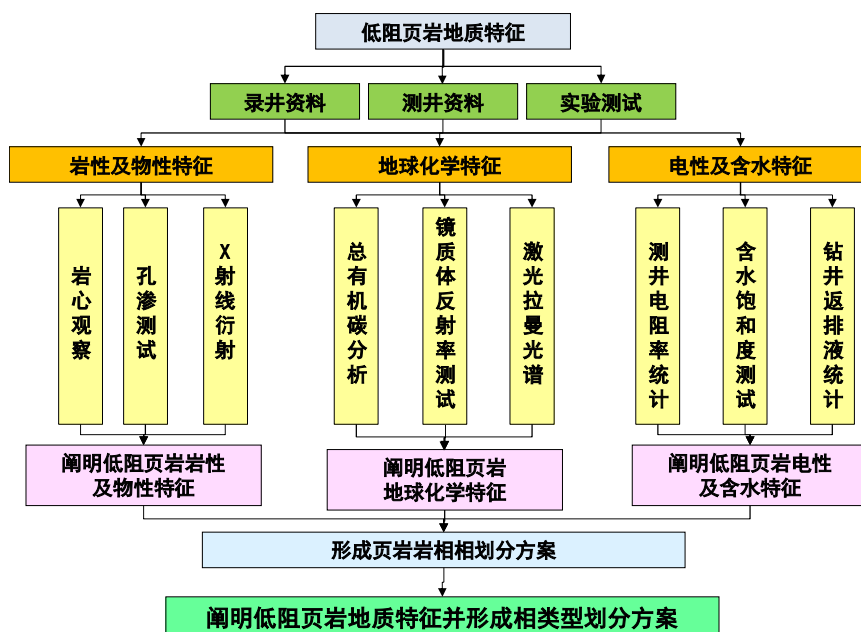 低阻页岩地质特征
录井资料
测井资料
实验测试
岩性及物性特征
地球化学特征
电性及含水特征
岩心观察
孔渗测试
X射线衍射
总有机碳分析
镜质体反射率测试
激光拉曼光谱
测井电阻率统计
含水饱和度测试
钻井返排液统计
阐明低阻页岩岩性
及物性特征
阐明低阻页岩
地球化学特征
阐明低阻页岩电性
及含水特征
形成页岩岩相相划分方案
阐明低阻页岩地质特征并形成相类型划分方案